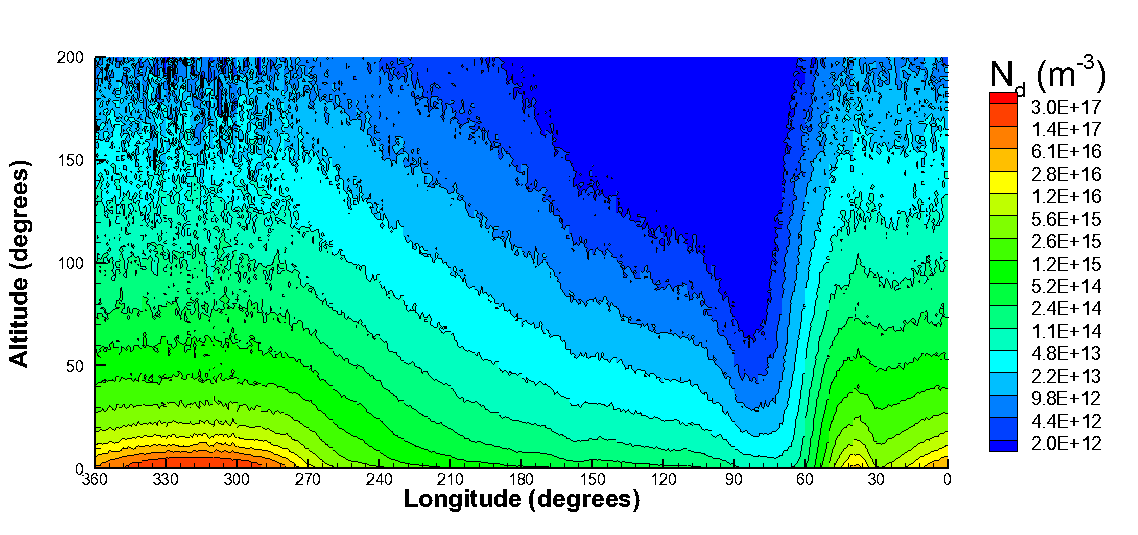 200
150
100
50
0
Altitude (degrees)
360 330 300 270 240 210 180 150 120 90 60 30 0
Longitude (degrees)
N_d (m^-3)
3.0E+17
1.4E+17
6.1E+16
2.8E+16
1.2E+16
5.6E+15
2.6E+15
1.2E+15
5.2E+14
2.4E+14
1.1E+14
4.8E+13
2.2E+13
9.8E+12
4.4E+12
2.0E+12